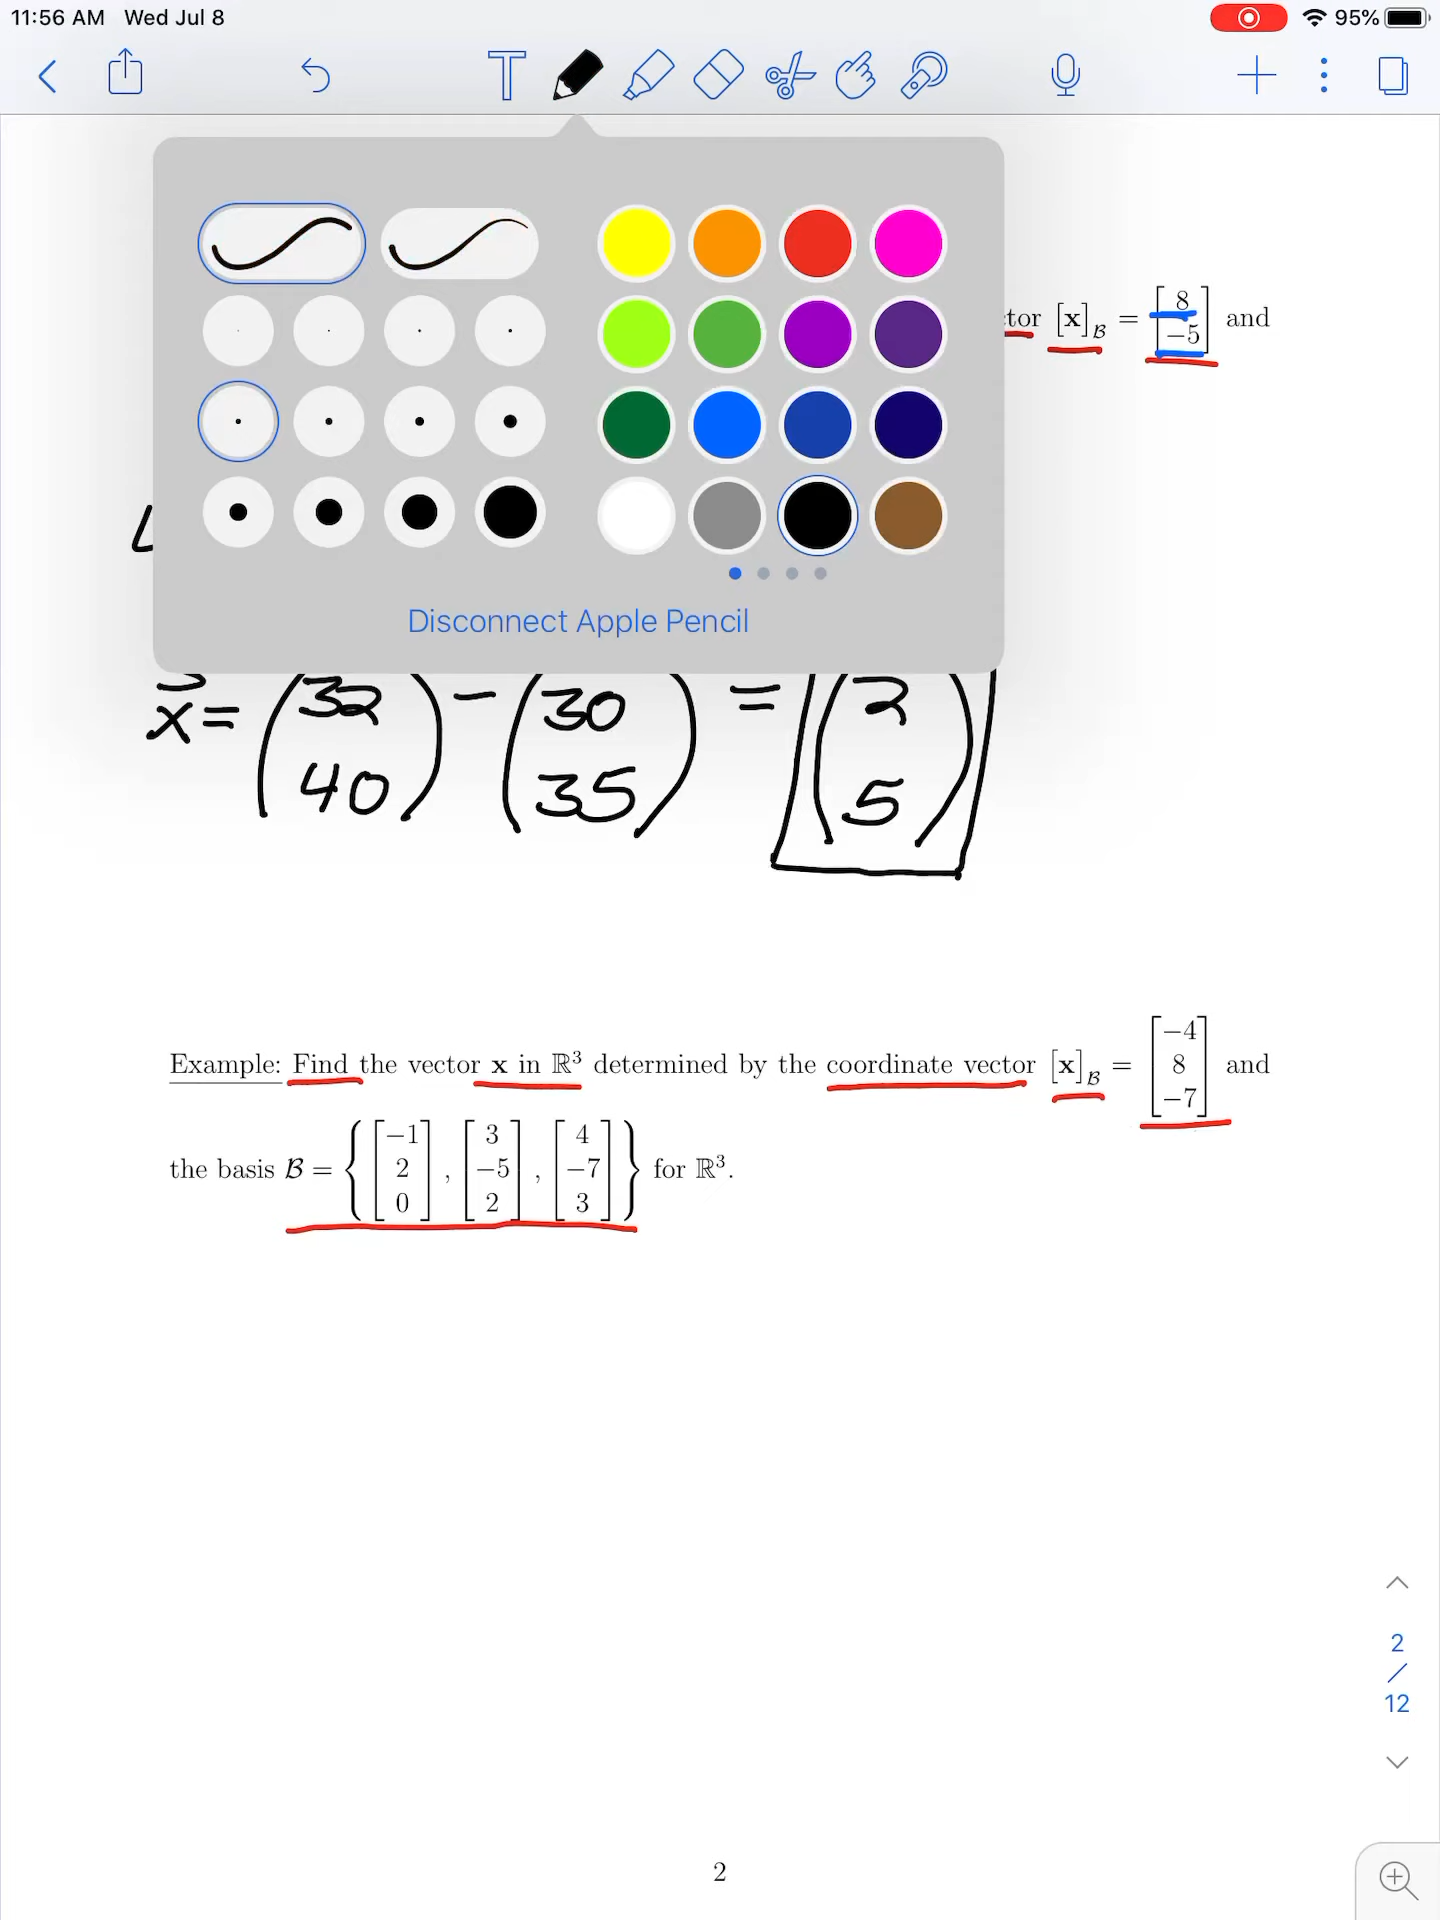 11:56 AM Wed Jul 8 95%
T
Disconnect Apple Pencil
tor [x]_B = [8 -5] and
x = (32 40) - (30 35) = (2 5)
Example: Find the vector x in ℝ³ determined by the coordinate vector [x]_B = [-4 8 -7] and
the basis B = {[-1 2 0], [3 -5 2], [4 -7 3]} for ℝ³.
2
/
12
2